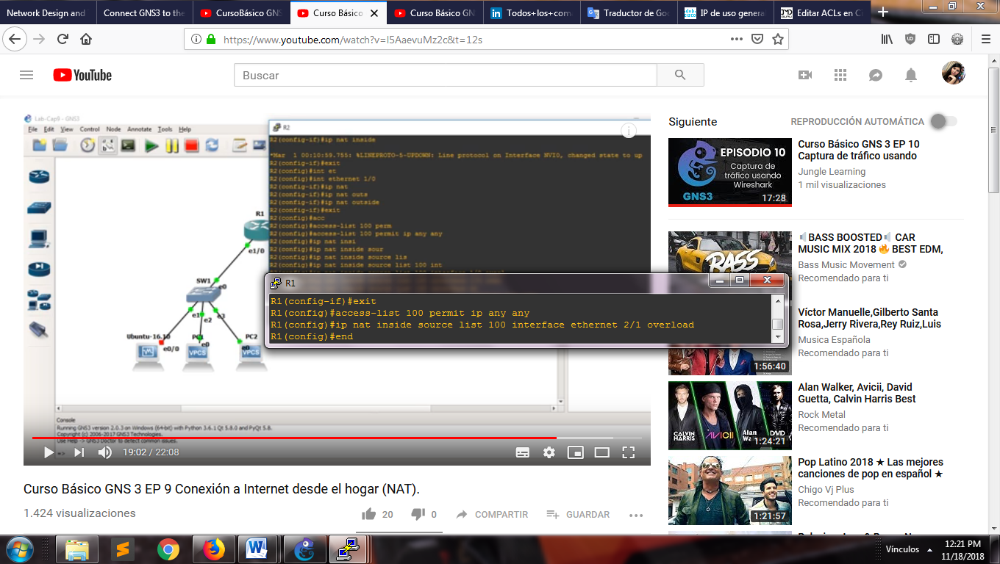 Network Design and
Connect GNS3 to the
CursoBásico GNS
Curso Básico
Curso Básico GN
Todos+los+com
Traductor de Goo
IP de uso genera
Editar ACLs en Ci
https://www.youtube.com/watch?v=l5AaevuMz2c&t=12s
YouTube
Buscar
Lab-Cap9 - GNS3
File Edit View Control Node Annotate Tools Help
R2
R2(config-if)#ip nat inside
*Mar 1 00:10:59.755: %LINEPROTO-5-UPDOWN: Line protocol on Interface NVI0, changed state to up
R2(config-if)#exit
R2(config)#int et
R2(config)#int ethernet 1/0
R2(config-if)#ip nat
R2(config-if)#ip nat outs
R2(config-if)#ip nat outside
R2(config-if)#exit
R2(config)#acc
R2(config)#access-list 100 perm
R2(config)#access-list 100 permit ip any any
R2(config)#ip nat insi
R2(config)#ip nat inside sour
R2(config)#ip nat inside source lis
R2(config)#ip nat inside source list 100 int
R1
e1/0
SW1
e0
e1
e2
e3
Ubuntu-16.10
e0/0
PC1
e0
VPCS
PC2
e0
VPCS
R1
R1(config-if)#exit
R1(config)#access-list 100 permit ip any any
R1(config)#ip nat inside source list 100 interface ethernet 2/1 overload
R1(config)#end
Console
Running GNS3 version 2.0.3 on Windows (64-bit) with Python 3.6.1 Qt 5.8.0 and PyQt 5.8.
Copyright (c) 2006-2017 GNS3 Technologies.
Use Help -> GNS3 Doctor to detect common issues.
=>
19:02 / 22:08
Curso Básico GNS 3 EP 9 Conexión a Internet desde el hogar (NAT).
1.424 visualizaciones
20
0
COMPARTIR
GUARDAR
Siguiente
REPRODUCCIÓN AUTOMÁTICA
EPISODIO 10
Captura de
tráfico usando
Wireshark
GNS3
17:28
Curso Básico GNS 3 EP 10
Captura de tráfico usando
Jungle Learning
1 mil visualizaciones
BASS
🔈BASS BOOSTED🔈 CAR
MUSIC MIX 2018 🔥 BEST EDM,
Bass Music Movement
Recomendado para ti
1:56:40
Víctor Manuelle,Gilberto Santa
Rosa,Jerry Rivera,Rey Ruiz,Luis
Musica Española
Recomendado para ti
CALVIN
HARRIS
AVICII
Alan
DAVID
1:24:21
Alan Walker, Avicii, David
Guetta, Calvin Harris Best
Rock Metal
Recomendado para ti
1:21:57
Pop Latino 2018 ★ Las mejores
canciones de pop en español ★
Chigo Vj Plus
Recomendado para ti
Vínculos
12:21 PM
11/18/2018